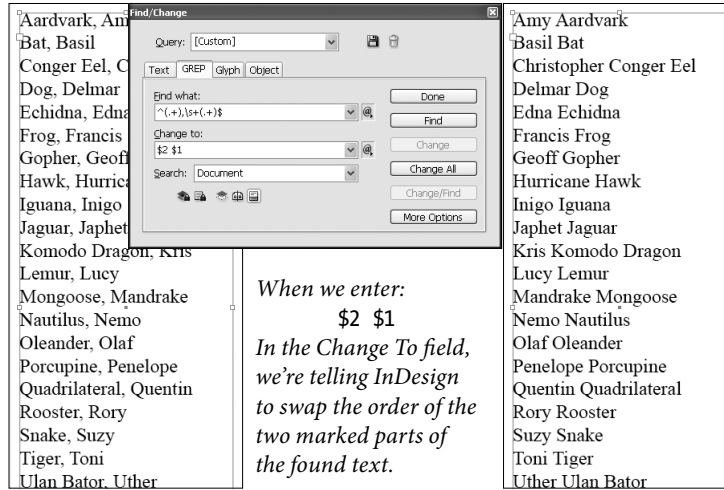 Aardvark, Am
Bat, Basil
Conger Eel, C
Dog, Delmar
Echidna, Edna
Frog, Francis
Gopher, Geoff
Hawk, Hurrica
Iguana, Inigo
Jaguar, Japhet
Komodo Dragon, Kris
Lemur, Lucy
Mongoose, Mandrake
Nautilus, Nemo
Oleander, Olaf
Porcupine, Penelope
Quadrilateral, Quentin
Rooster, Rory
Snake, Suzy
Tiger, Toni
Ulan Bator, Uther
Find/Change
Query: [Custom]
Text GREP Glyph Object
Find what:
^(.+),\s+(.+)$
Change to:
$2 $1
Search: Document
Done
Find
Change
Change All
Change/Find
More Options
When we enter:
$2 $1
In the Change To field,
we're telling InDesign
to swap the order of the
two marked parts of
the found text.
Amy Aardvark
Basil Bat
Christopher Conger Eel
Delmar Dog
Edna Echidna
Francis Frog
Geoff Gopher
Hurricane Hawk
Inigo Iguana
Japhet Jaguar
Kris Komodo Dragon
Lucy Lemur
Mandrake Mongoose
Nemo Nautilus
Olaf Oleander
Penelope Porcupine
Quentin Quadrilateral
Rory Rooster
Suzy Snake
Toni Tiger
Uther Ulan Bator